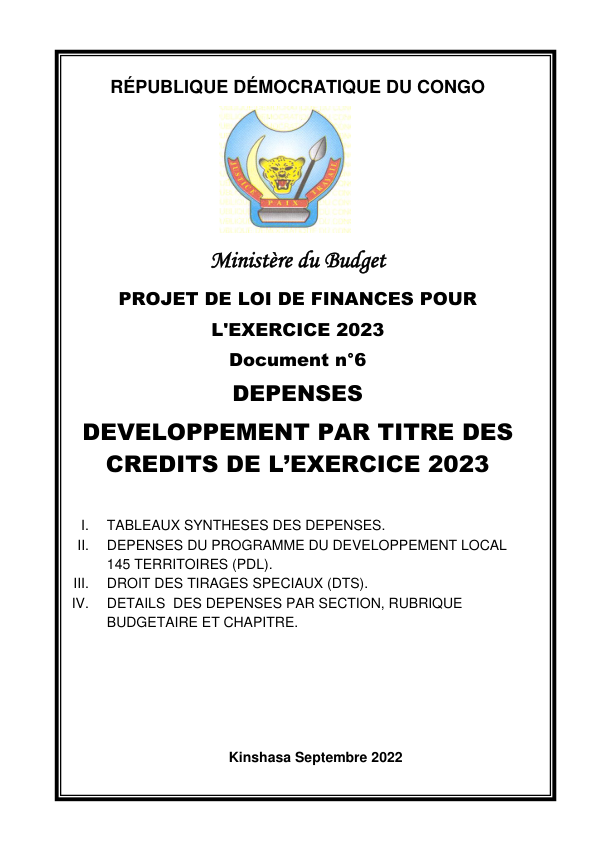 RÉPUBLIQUE DÉMOCRATIQUE DU CONGO
JUSTICE
PAIX
TRAVAIL
Ministère du Budget
PROJET DE LOI DE FINANCES POUR
L'EXERCICE 2023
Document n°6
DEPENSES
DEVELOPPEMENT PAR TITRE DES
CREDITS DE L’EXERCICE 2023
I. TABLEAUX SYNTHESES DES DEPENSES.
II. DEPENSES DU PROGRAMME DU DEVELOPPEMENT LOCAL
145 TERRITOIRES (PDL).
III. DROIT DES TIRAGES SPECIAUX (DTS).
IV. DETAILS DES DEPENSES PAR SECTION, RUBRIQUE
BUDGETAIRE ET CHAPITRE.
Kinshasa Septembre 2022